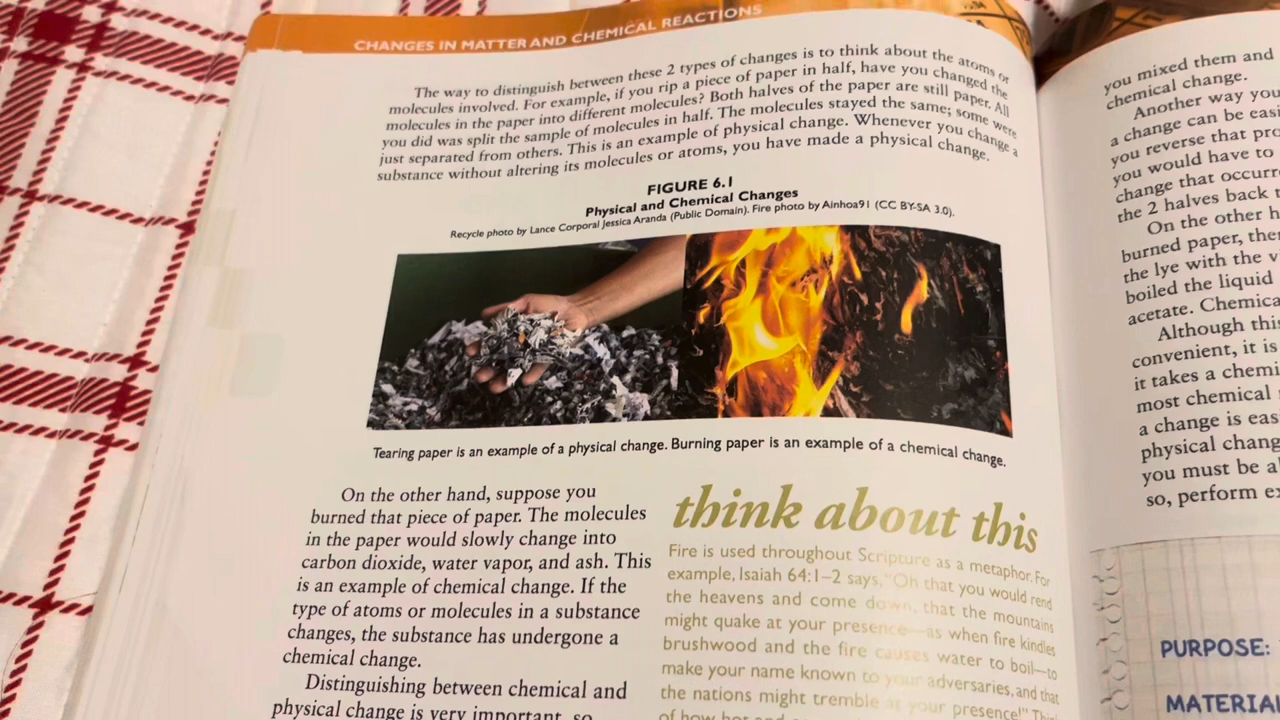 CHANGES IN MATTER AND CHEMICAL REACTIONS
The way to distinguish between these 2 types of changes is to think about the atoms or
molecules involved. For example, if you rip a piece of paper in half, have you changed the
molecules in the paper into different molecules? Both halves of the paper are still paper. All
you did was split the sample of molecules in half. The molecules stayed the same; some were
just separated from others. This is an example of physical change. Whenever you change a
substance without altering its molecules or atoms, you have made a physical change.
FIGURE 6.1
Physical and Chemical Changes
Recycle photo by Lance Corporal Jessica Aranda (Public Domain). Fire photo by Ainhoa91 (CC BY-SA 3.0).
Tearing paper is an example of a physical change. Burning paper is an example of a chemical change.
On the other hand, suppose you
burned that piece of paper. The molecules
in the paper would slowly change into
carbon dioxide, water vapor, and ash. This
is an example of chemical change. If the
type of atoms or molecules in a substance
changes, the substance has undergone a
chemical change.
Distinguishing between chemical and
physical change is very important, so
think about this
Fire is used throughout Scripture as a metaphor. For
example, Isaiah 64:1–2 says, "Oh that you would rend
the heavens and come down, that the mountains
might quake at your presence—as when fire kindles
brushwood and the fire causes water to boil—to
make your name known to your adversaries, and that
the nations might tremble at your presence!"
of how hot and
you mixed them and
chemical change.
Another way you
a change can be easi
you reverse that pro
you would have to
change that occurre
the 2 halves back
On the other h
burned paper, the
the lye with the v
boiled the liquid
acetate. Chemica
Although thi
convenient, it is
it takes a chemi
most chemical
a change is eas
physical chang
you must be a
so, perform e
PURPOSE:
MATERIA